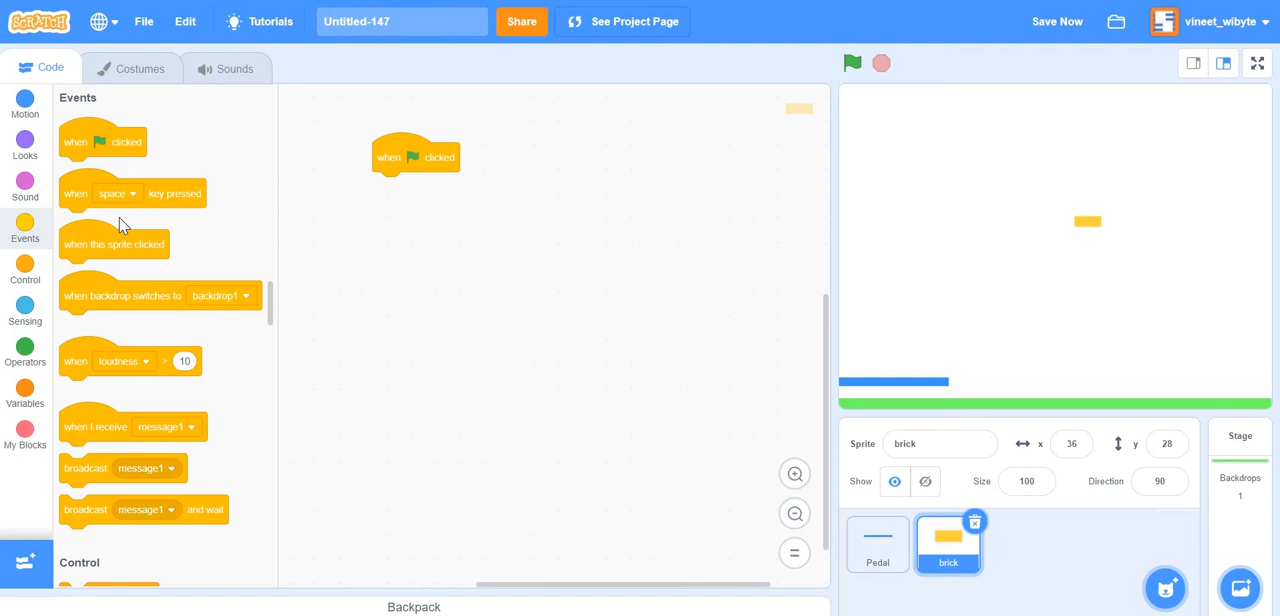 SCRATCH File Edit Tutorials Untitled-147 Share See Project Page Save Now vineet_wibyte
Code Costumes Sounds
Motion
Looks
Sound
Events
Control
Sensing
Operators
Variables
My Blocks
Events
when clicked
when space key pressed
when this sprite clicked
when backdrop switches to backdrop1
when loudness > 10
when I receive message1
broadcast message1
broadcast message1 and wait
Control
when clicked
Backpack
Sprite brick x 36 y 28
Show Size 100 Direction 90
Pedal
brick
Stage
Backdrops
1